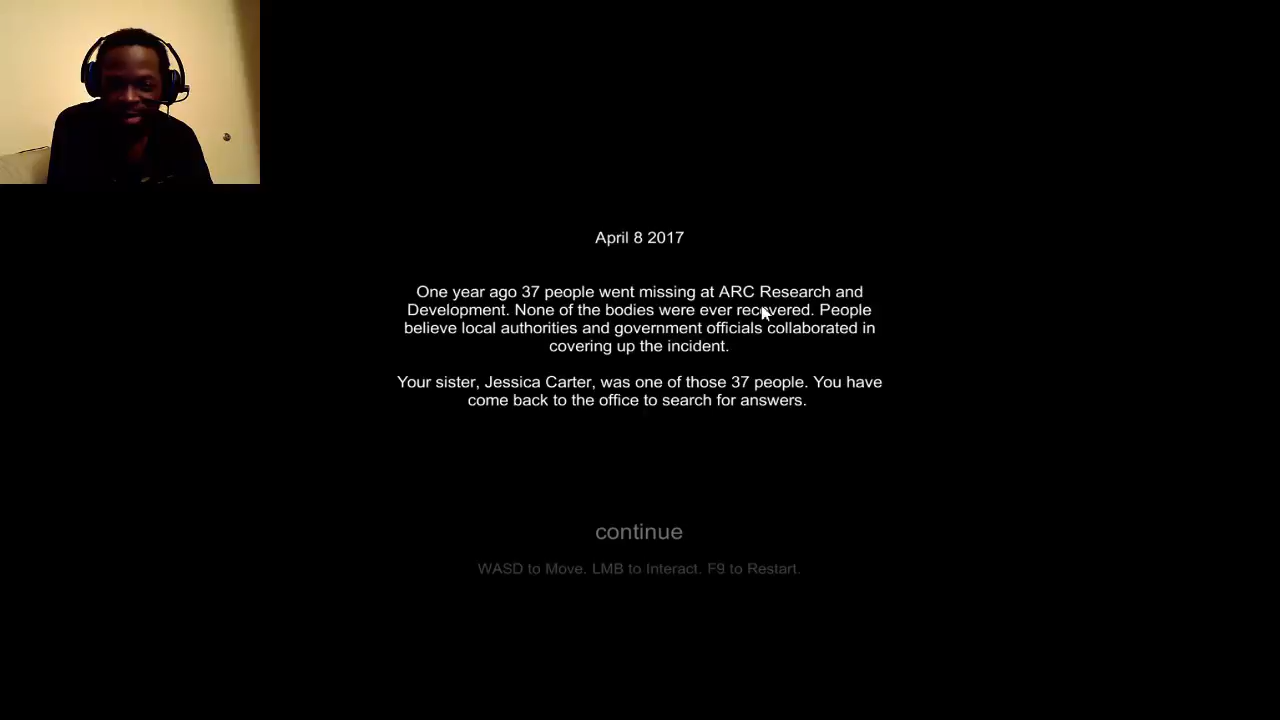 April 8 2017
One year ago 37 people went missing at ARC Research and
Development. None of the bodies were ever recovered. People
believe local authorities and government officials collaborated in
covering up the incident.
Your sister, Jessica Carter, was one of those 37 people. You have
come back to the office to search for answers.
continue
WASD to Move. LMB to Interact. F9 to Restart.